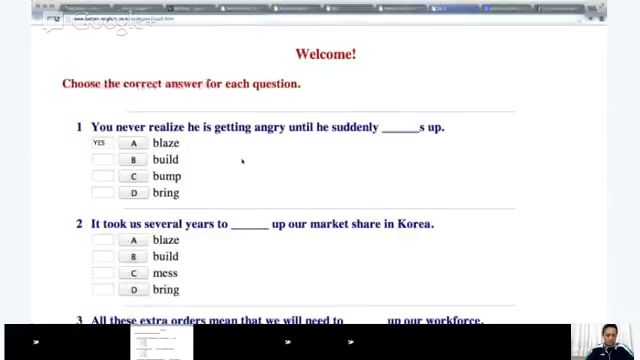 Google+
Welcome!
Choose the correct answer for each question.
1 You never realize he is getting angry until he suddenly ______s up.
YES A blaze
B build
C bump
D bring
2 It took us several years to ______ up our market share in Korea.
A blaze
B build
C mess
D bring
3 All these extra orders mean that we will need to ______ up our workforce.